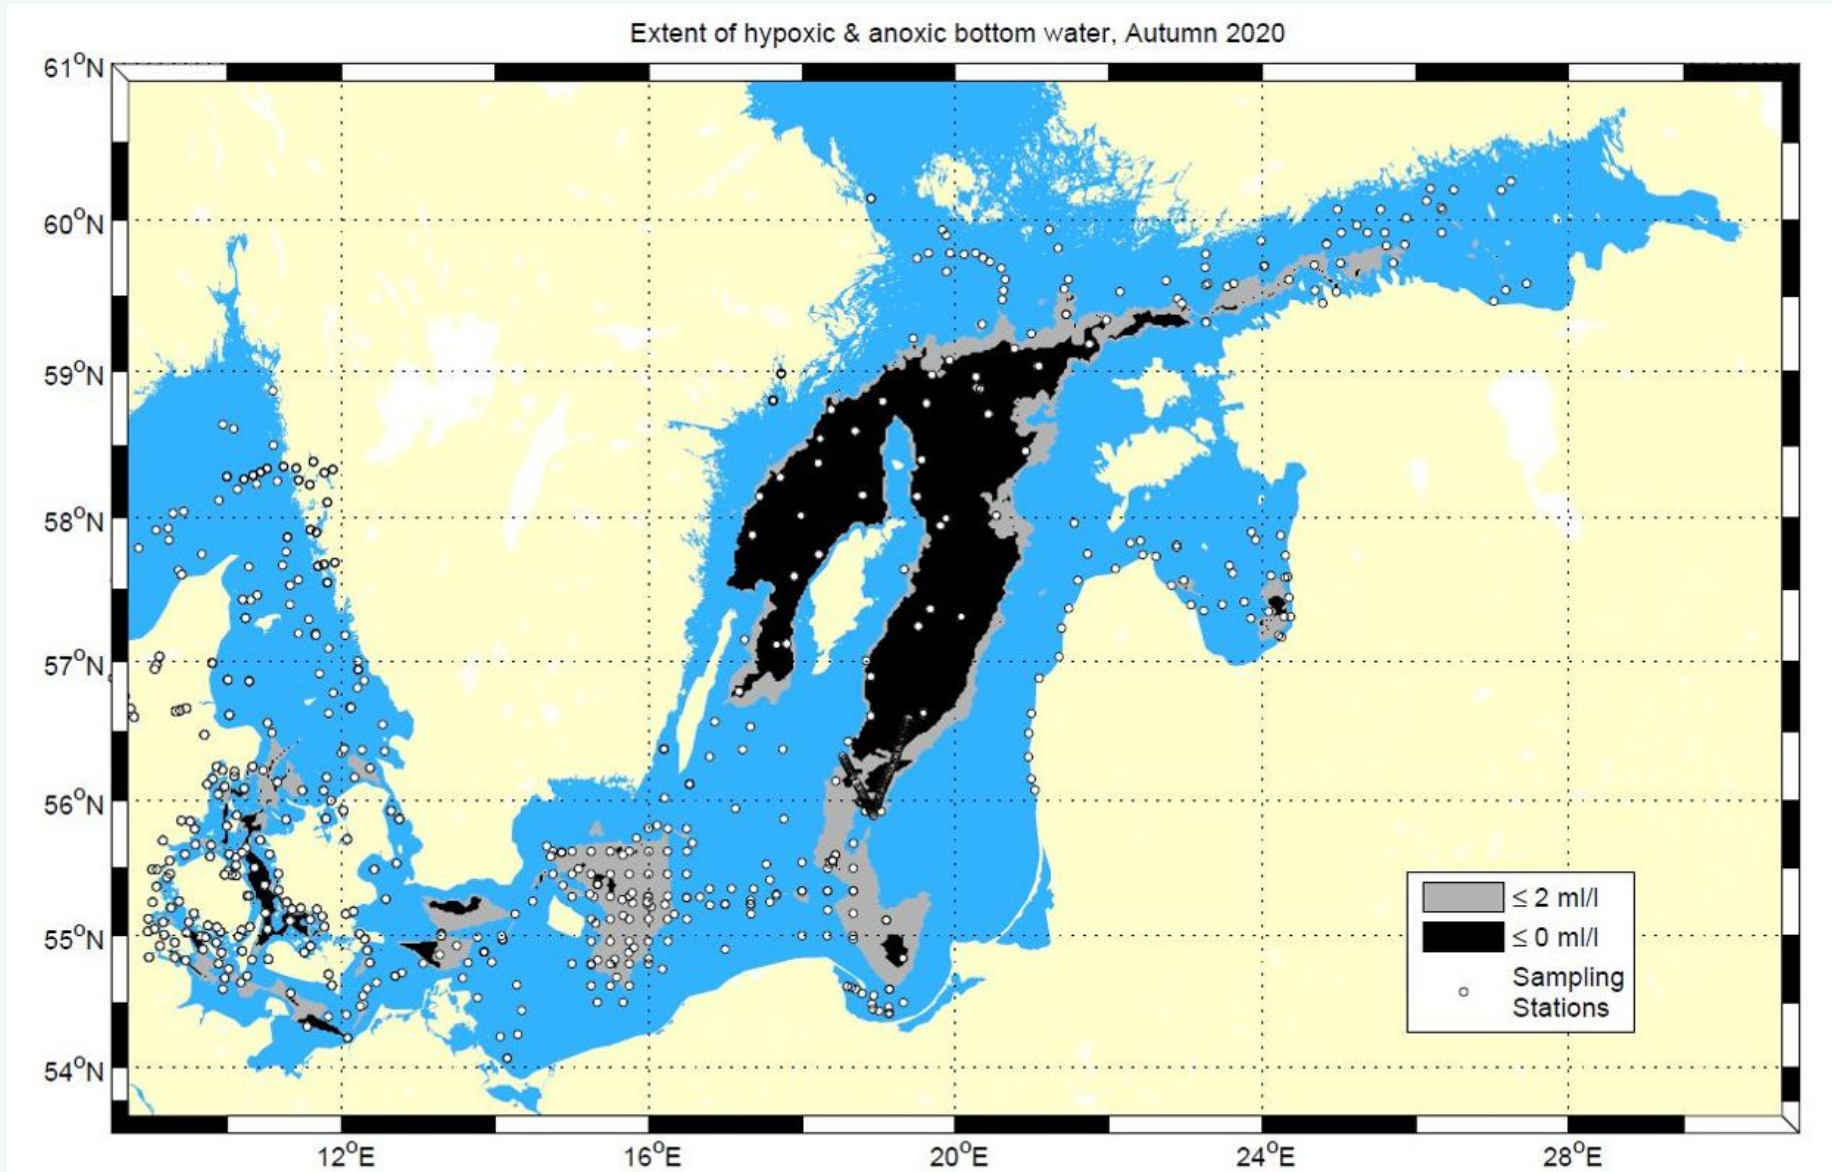 Extent of hypoxic & anoxic bottom water, Autumn 2020
61°N
60°N
59°N
58°N
57°N
56°N
55°N
54°N
≤ 2 ml/l
≤ 0 ml/l
Sampling
Stations
12°E
16°E
20°E
24°E
28°E